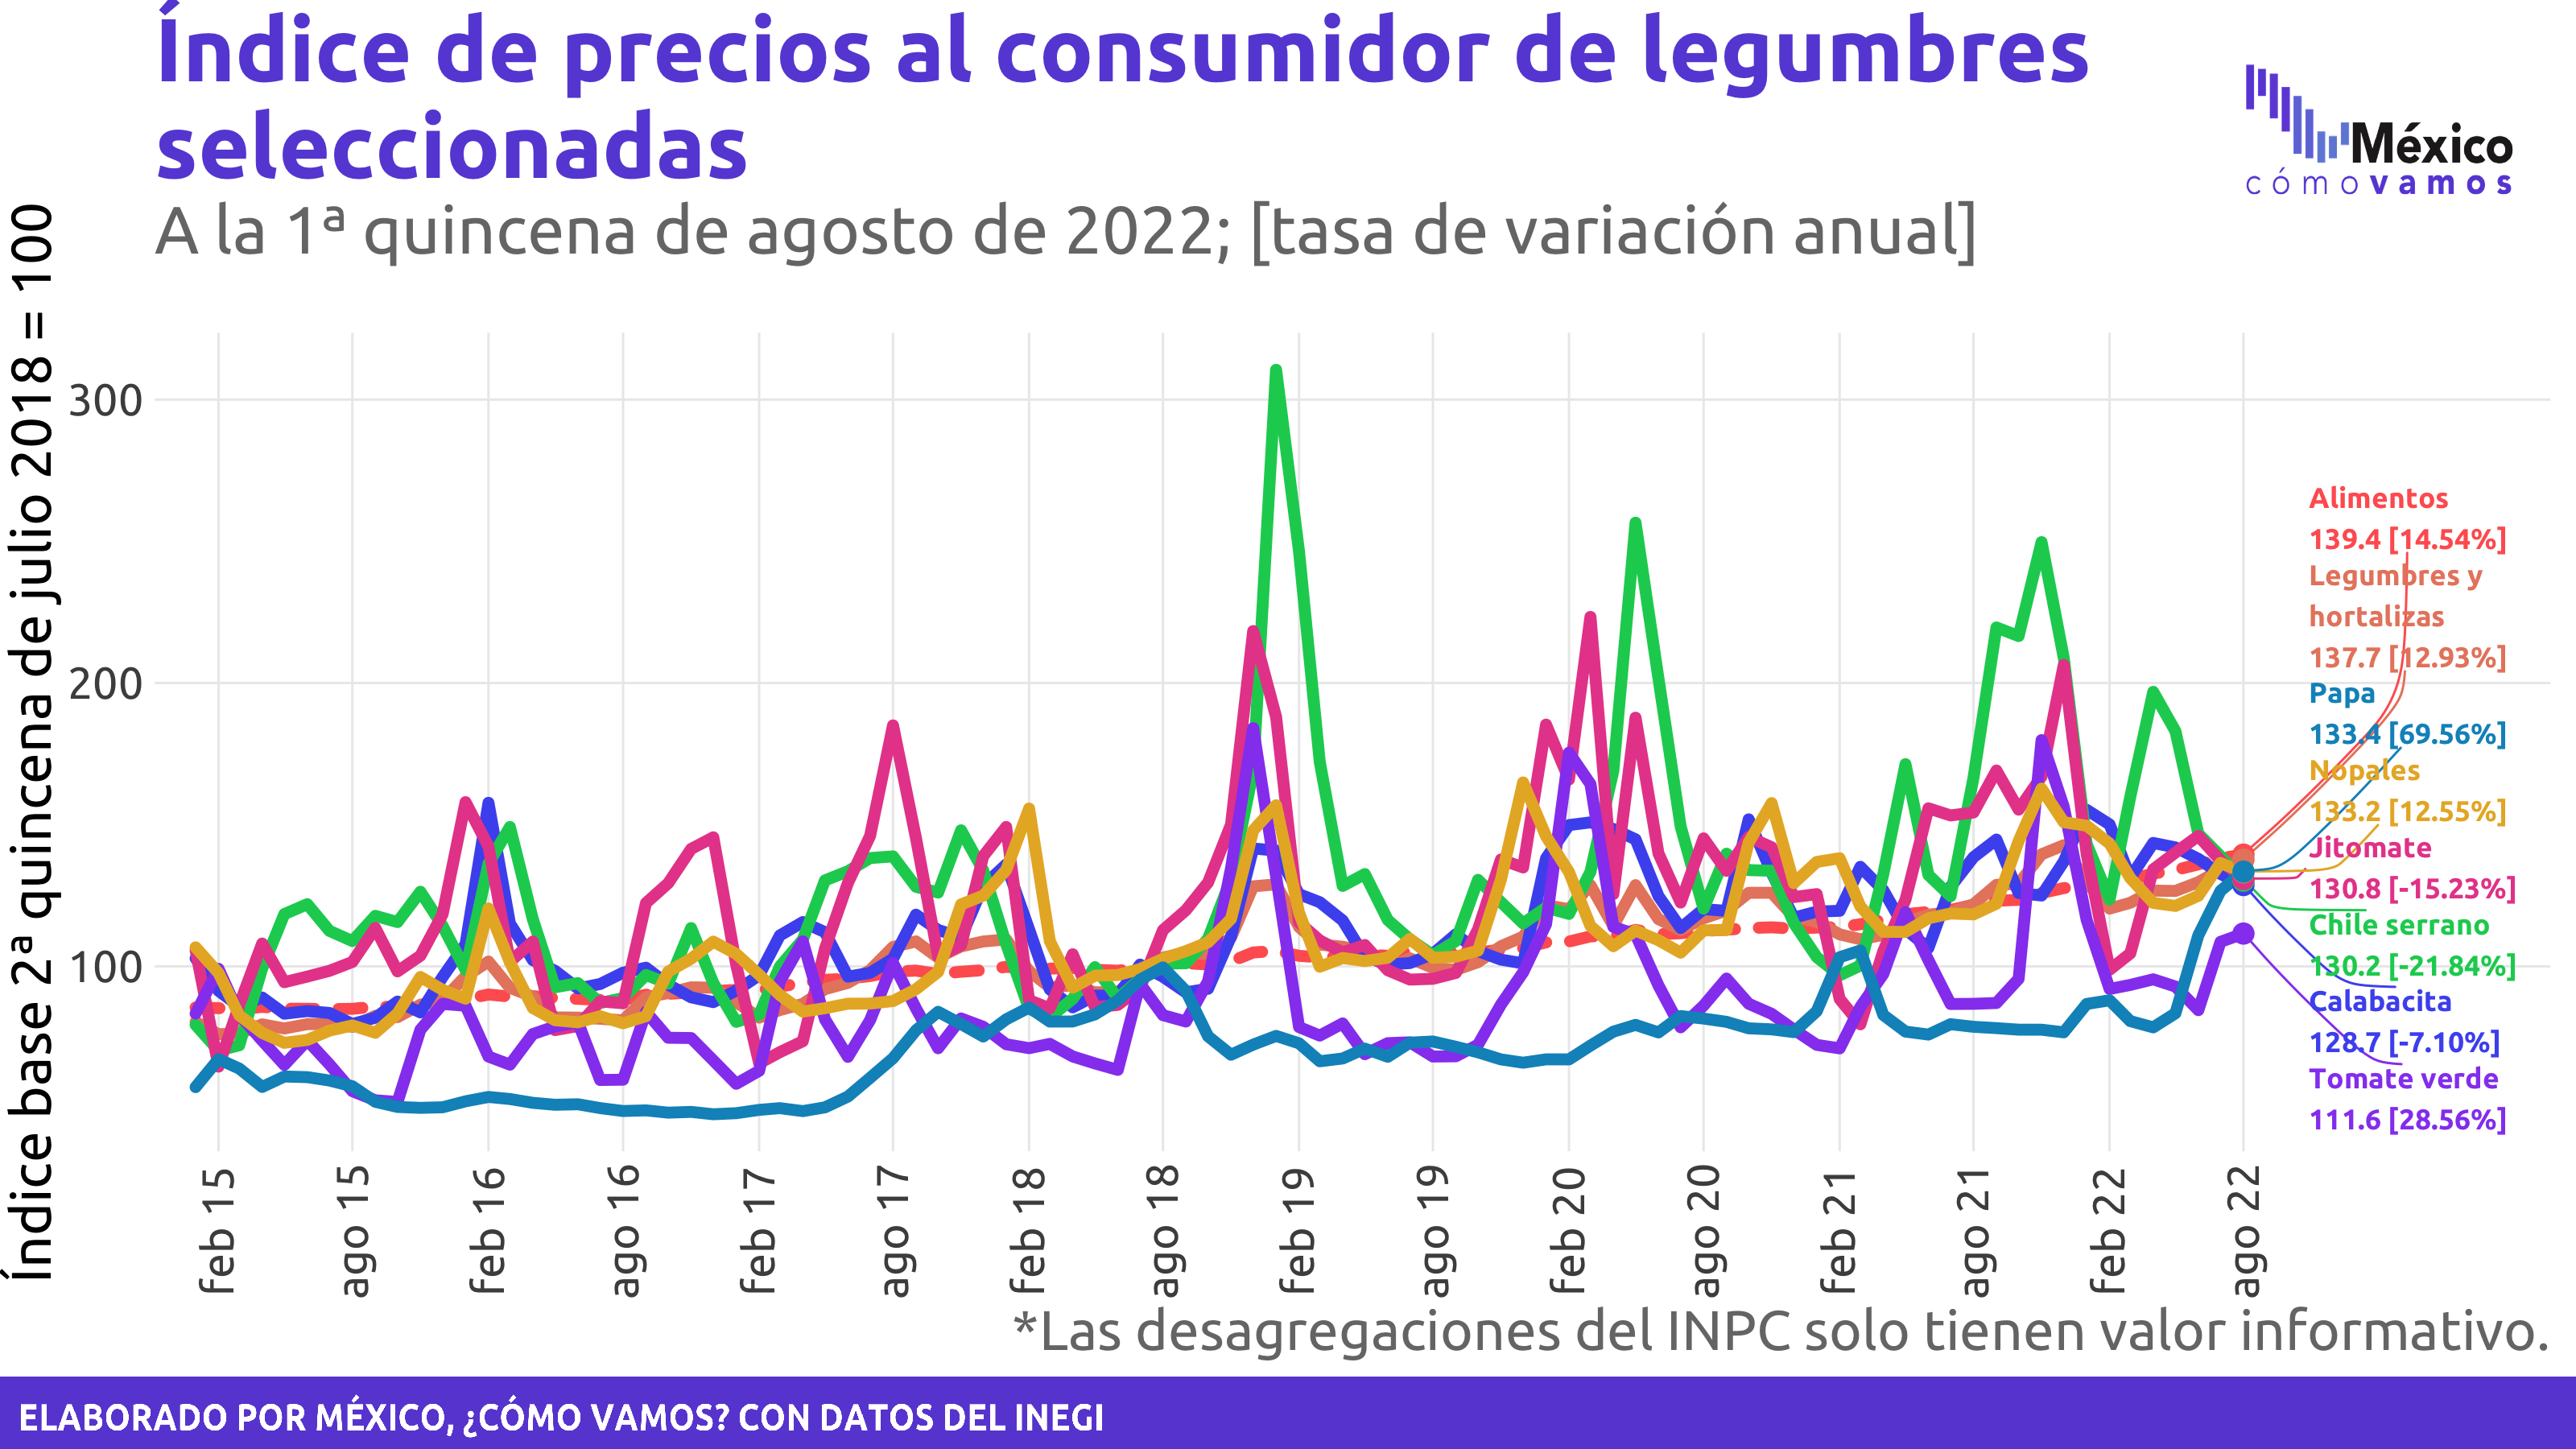 Índice de precios al consumidor de legumbres
seleccionadas
A la 1ª quincena de agosto de 2022; [tasa de variación anual]
México
cómo vamos
Índice base 2ª quincena de julio 2018 = 100
300
200
100
Alimentos
139.4 [14.54%]
Legumbres y
hortalizas
137.7 [12.93%]
Papa
133.4 [69.56%]
Nopales
133.2 [12.55%]
Jitomate
130.8 [-15.23%]
Chile serrano
130.2 [-21.84%]
Calabacita
128.7 [-7.10%]
Tomate verde
111.6 [28.56%]
feb 15
ago 15
feb 16
ago 16
feb 17
ago 17
feb 18
ago 18
feb 19
ago 19
feb 20
ago 20
feb 21
ago 21
feb 22
ago 22
*Las desagregaciones del INPC solo tienen valor informativo.
ELABORADO POR MÉXICO, ¿CÓMO VAMOS? CON DATOS DEL INEGI